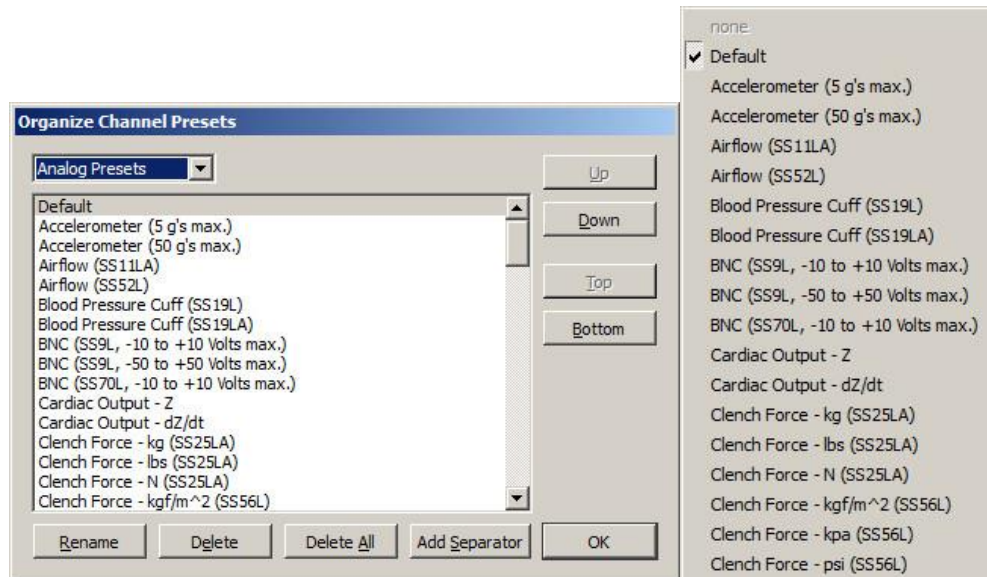 Organize Channel Presets
Analog Presets
Default
Accelerometer (5 g's max.)
Accelerometer (50 g's max.)
Airflow (SS11LA)
Airflow (SS52L)
Blood Pressure Cuff (SS19L)
Blood Pressure Cuff (SS19LA)
BNC (SS9L, -10 to +10 Volts max.)
BNC (SS9L, -50 to +50 Volts max.)
BNC (SS70L, -10 to +10 Volts max.)
Cardiac Output - Z
Cardiac Output - dZ/dt
Clench Force - kg (SS25LA)
Clench Force - lbs (SS25LA)
Clench Force - N (SS25LA)
Clench Force - kgf/m^2 (SS56L)
Up
Down
Top
Bottom
Rename
Delete
Delete All
Add Separator
OK
none
Default
Accelerometer (5 g's max.)
Accelerometer (50 g's max.)
Airflow (SS11LA)
Airflow (SS52L)
Blood Pressure Cuff (SS19L)
Blood Pressure Cuff (SS19LA)
BNC (SS9L, -10 to +10 Volts max.)
BNC (SS9L, -50 to +50 Volts max.)
BNC (SS70L, -10 to +10 Volts max.)
Cardiac Output - Z
Cardiac Output - dZ/dt
Clench Force - kg (SS25LA)
Clench Force - lbs (SS25LA)
Clench Force - N (SS25LA)
Clench Force - kgf/m^2 (SS56L)
Clench Force - kpa (SS56L)
Clench Force - psi (SS56L)